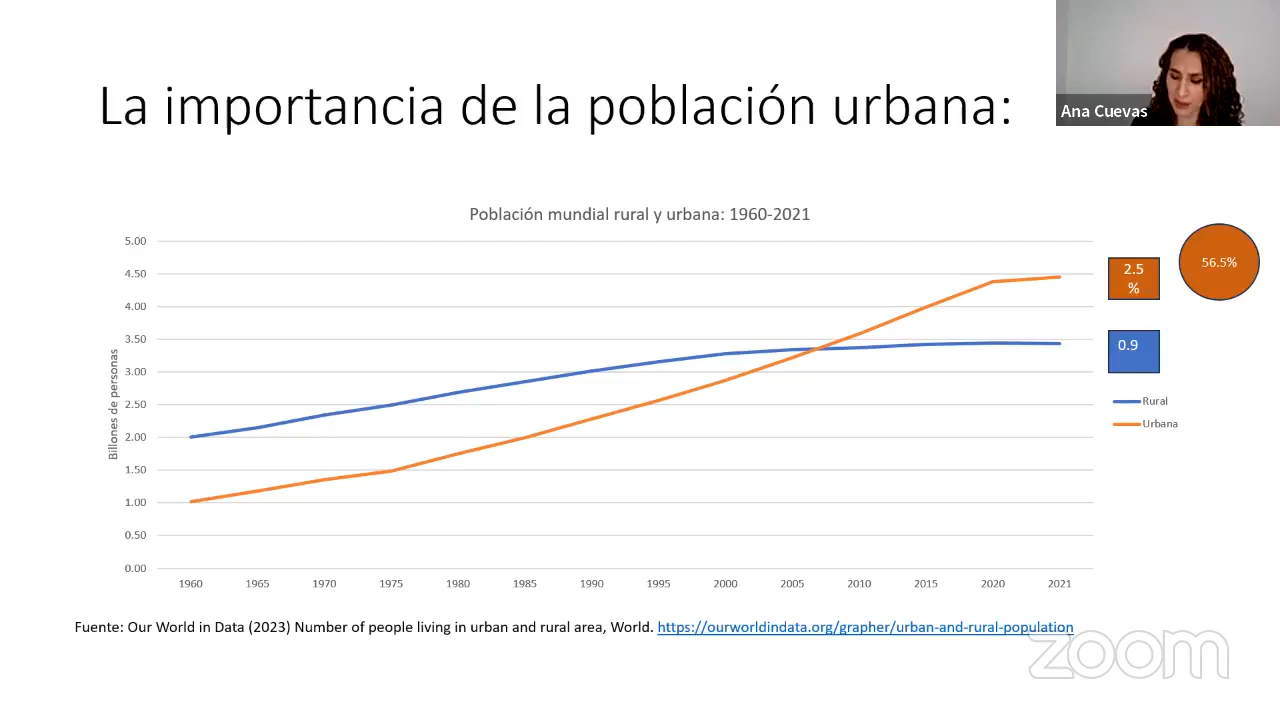 La importancia de la población urbana:
Ana Cuevas
Población mundial rural y urbana: 1960-2021
5.00
4.50
4.00
3.50
3.00
2.50
2.00
1.50
1.00
0.50
0.00
Billones de personas
1960 1965 1970 1975 1980 1985 1990 1995 2000 2005 2010 2015 2020 2021
2.5
%
56.5%
0.9
Rural
Urbana
Fuente: Our World in Data (2023) Number of people living in urban and rural area, World. https://ourworldindata.org/grapher/urban-and-rural-population
zoom